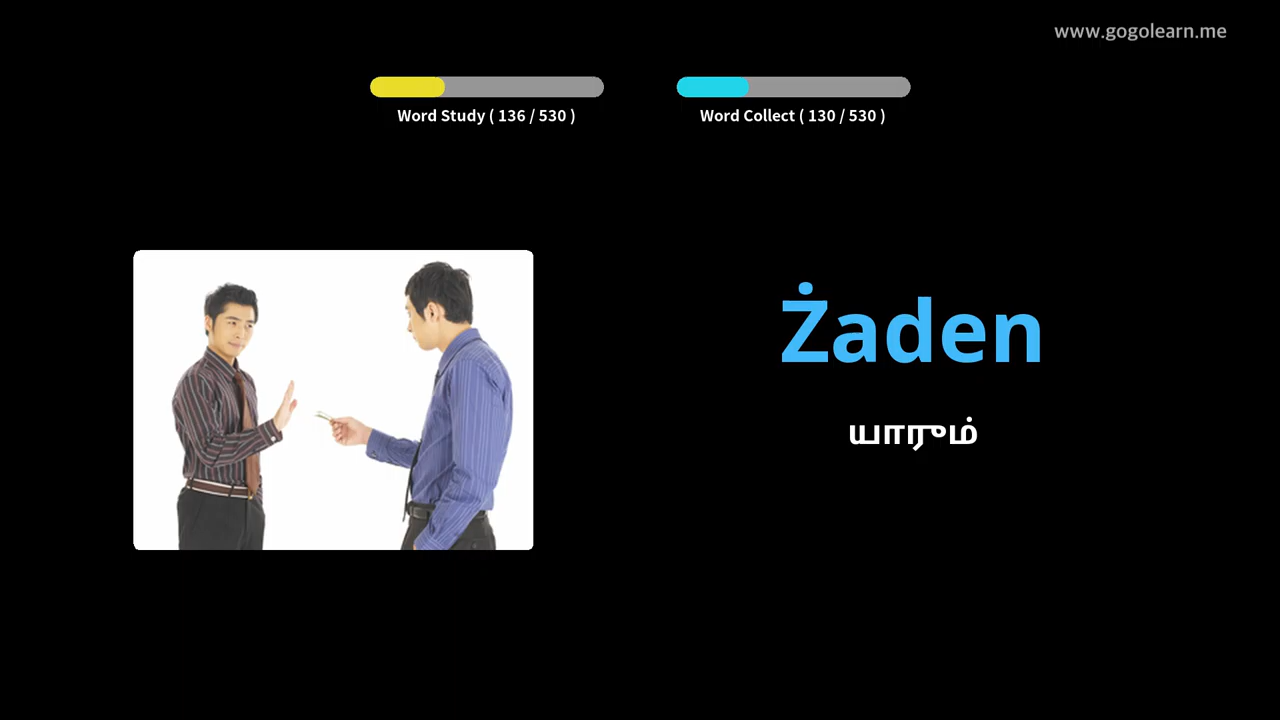 www.gogolearn.me
Word Study ( 136 / 530 )
Word Collect ( 130 / 530 )
Żaden
யாரும்